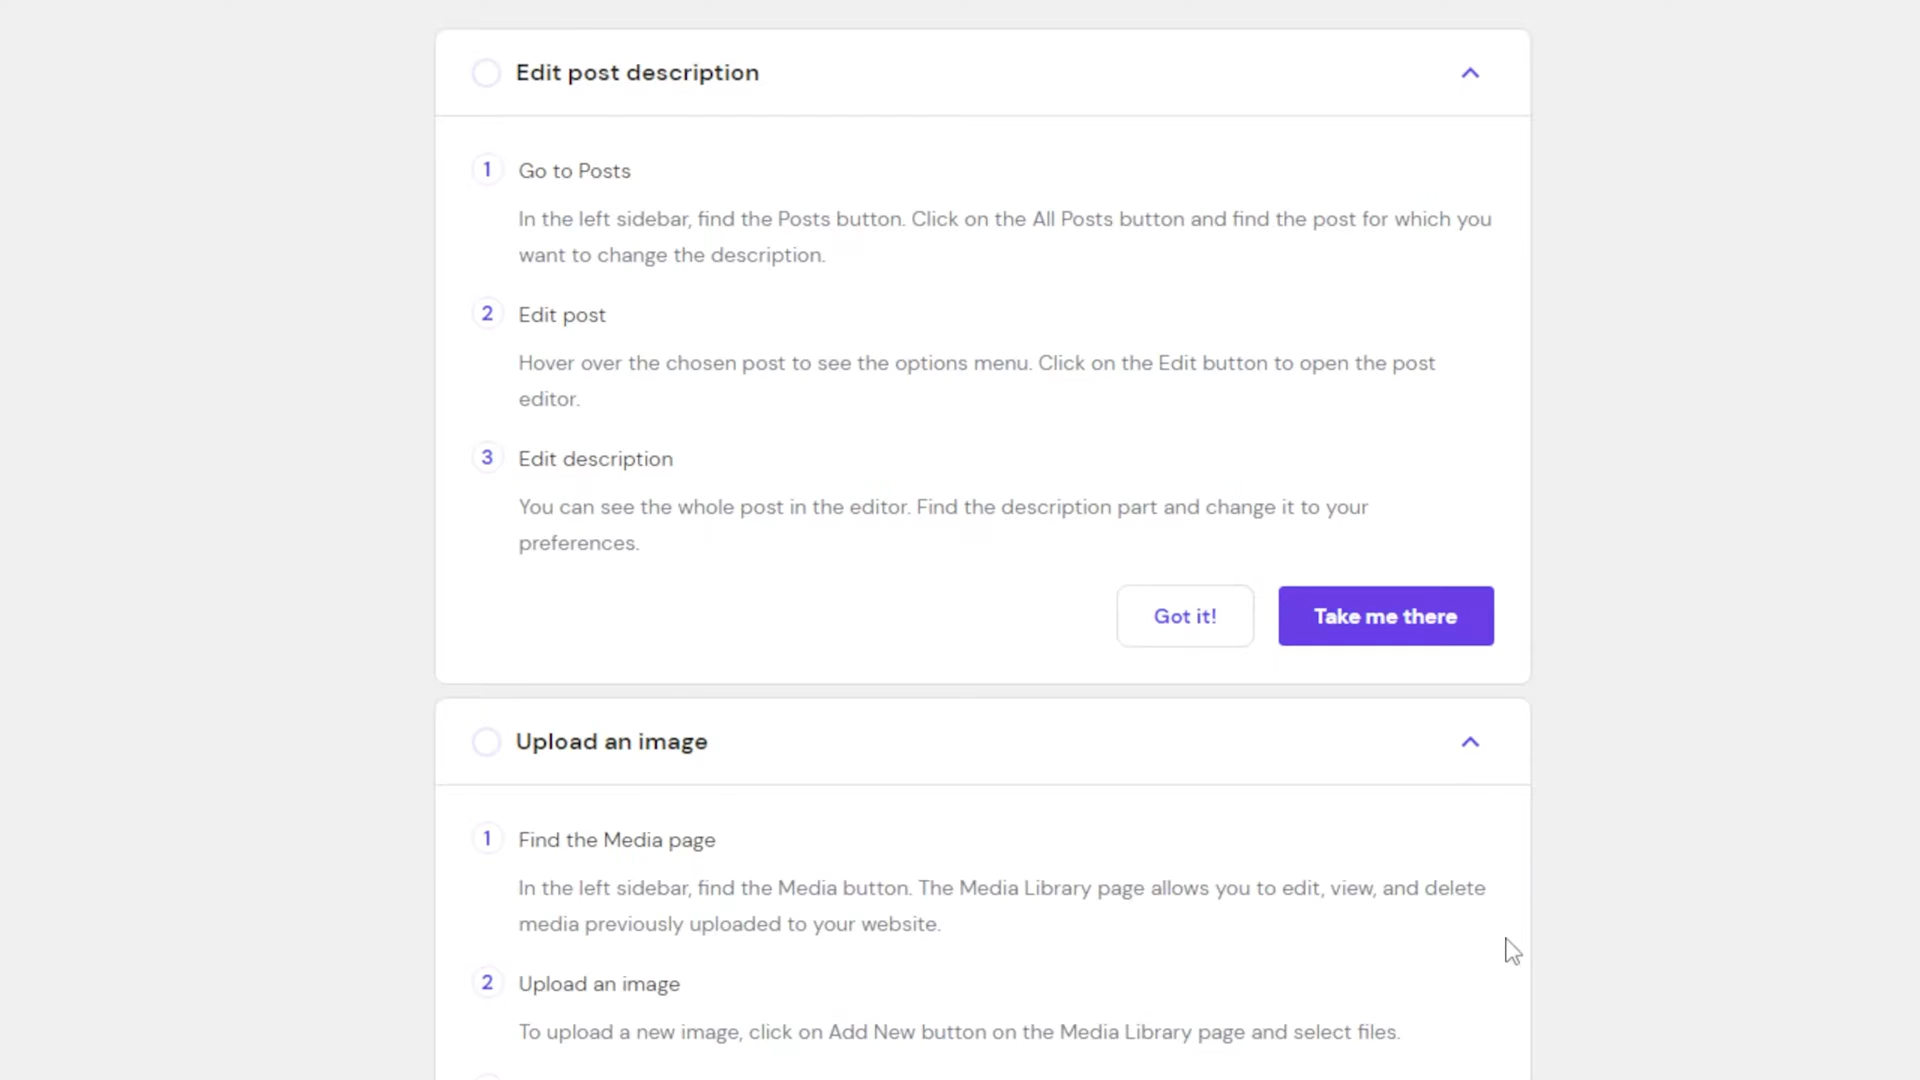 Edit post description
1 Go to Posts
In the left sidebar, find the Posts button. Click on the All Posts button and find the post for which you
want to change the description.
2 Edit post
Hover over the chosen post to see the options menu. Click on the Edit button to open the post
editor.
3 Edit description
You can see the whole post in the editor. Find the description part and change it to your
preferences.
Got it! Take me there
Upload an image
1 Find the Media page
In the left sidebar, find the Media button. The Media Library page allows you to edit, view, and delete
media previously uploaded to your website.
2 Upload an image
To upload a new image, click on Add New button on the Media Library page and select files.